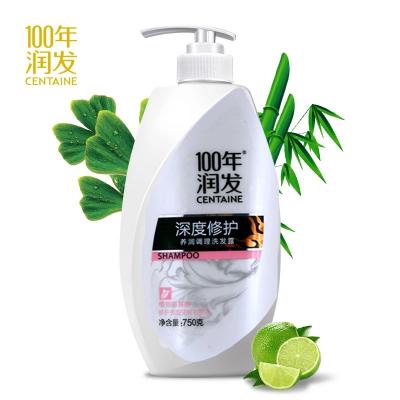 100年
润发
CENTAINE
100年®
润发
CENTAINE
深度修护
养润调理洗发露
SHAMPOO
净含量:750克